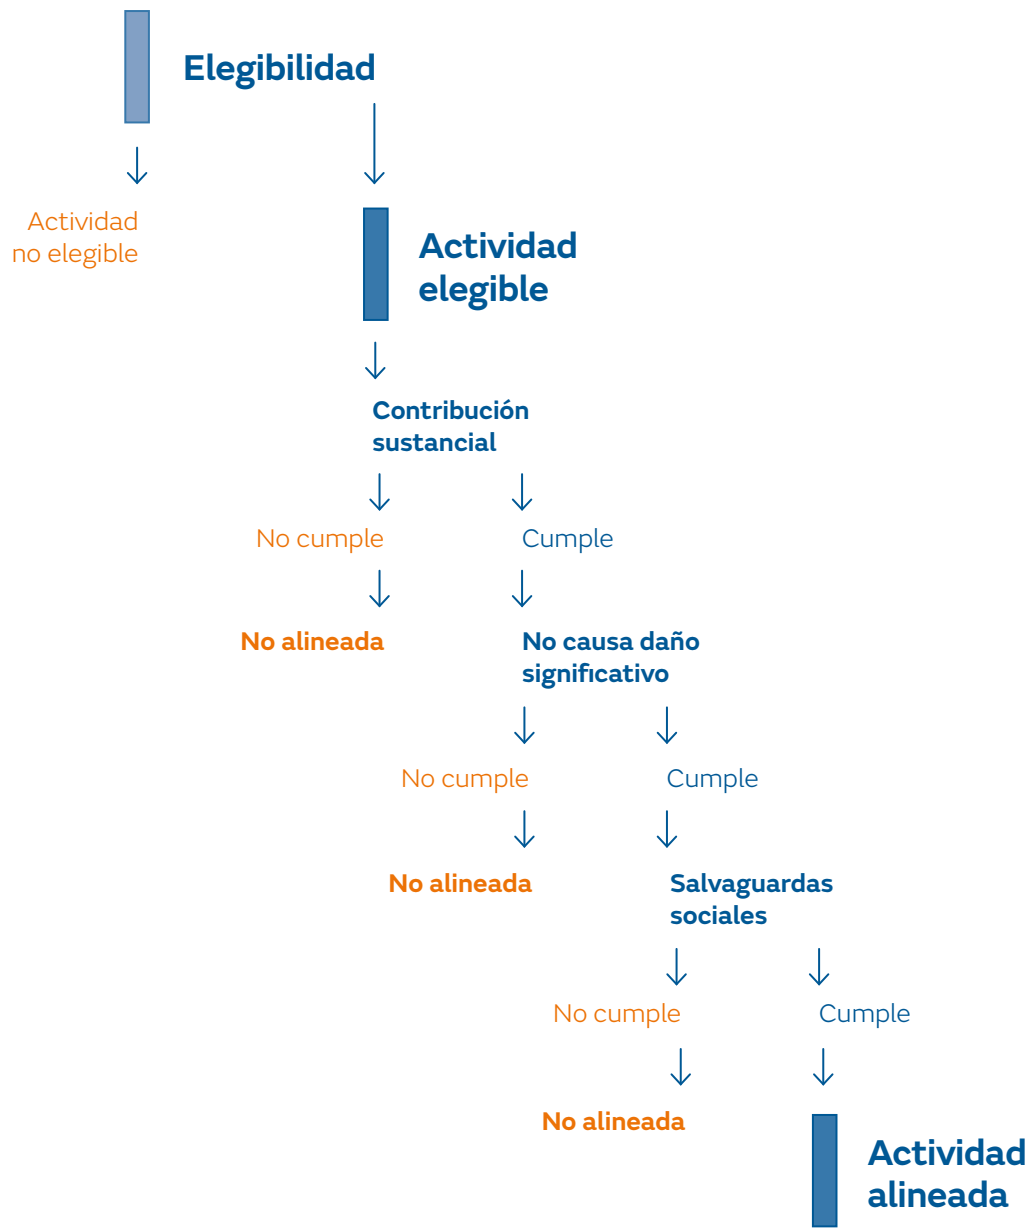 Elegibilidad
Actividad
no elegible
Actividad
elegible
Contribución
sustancial
No cumple
Cumple
No alineada
No causa daño
significativo
No cumple
Cumple
No alineada
Salvaguardas
sociales
No cumple
Cumple
No alineada
Actividad
alineada